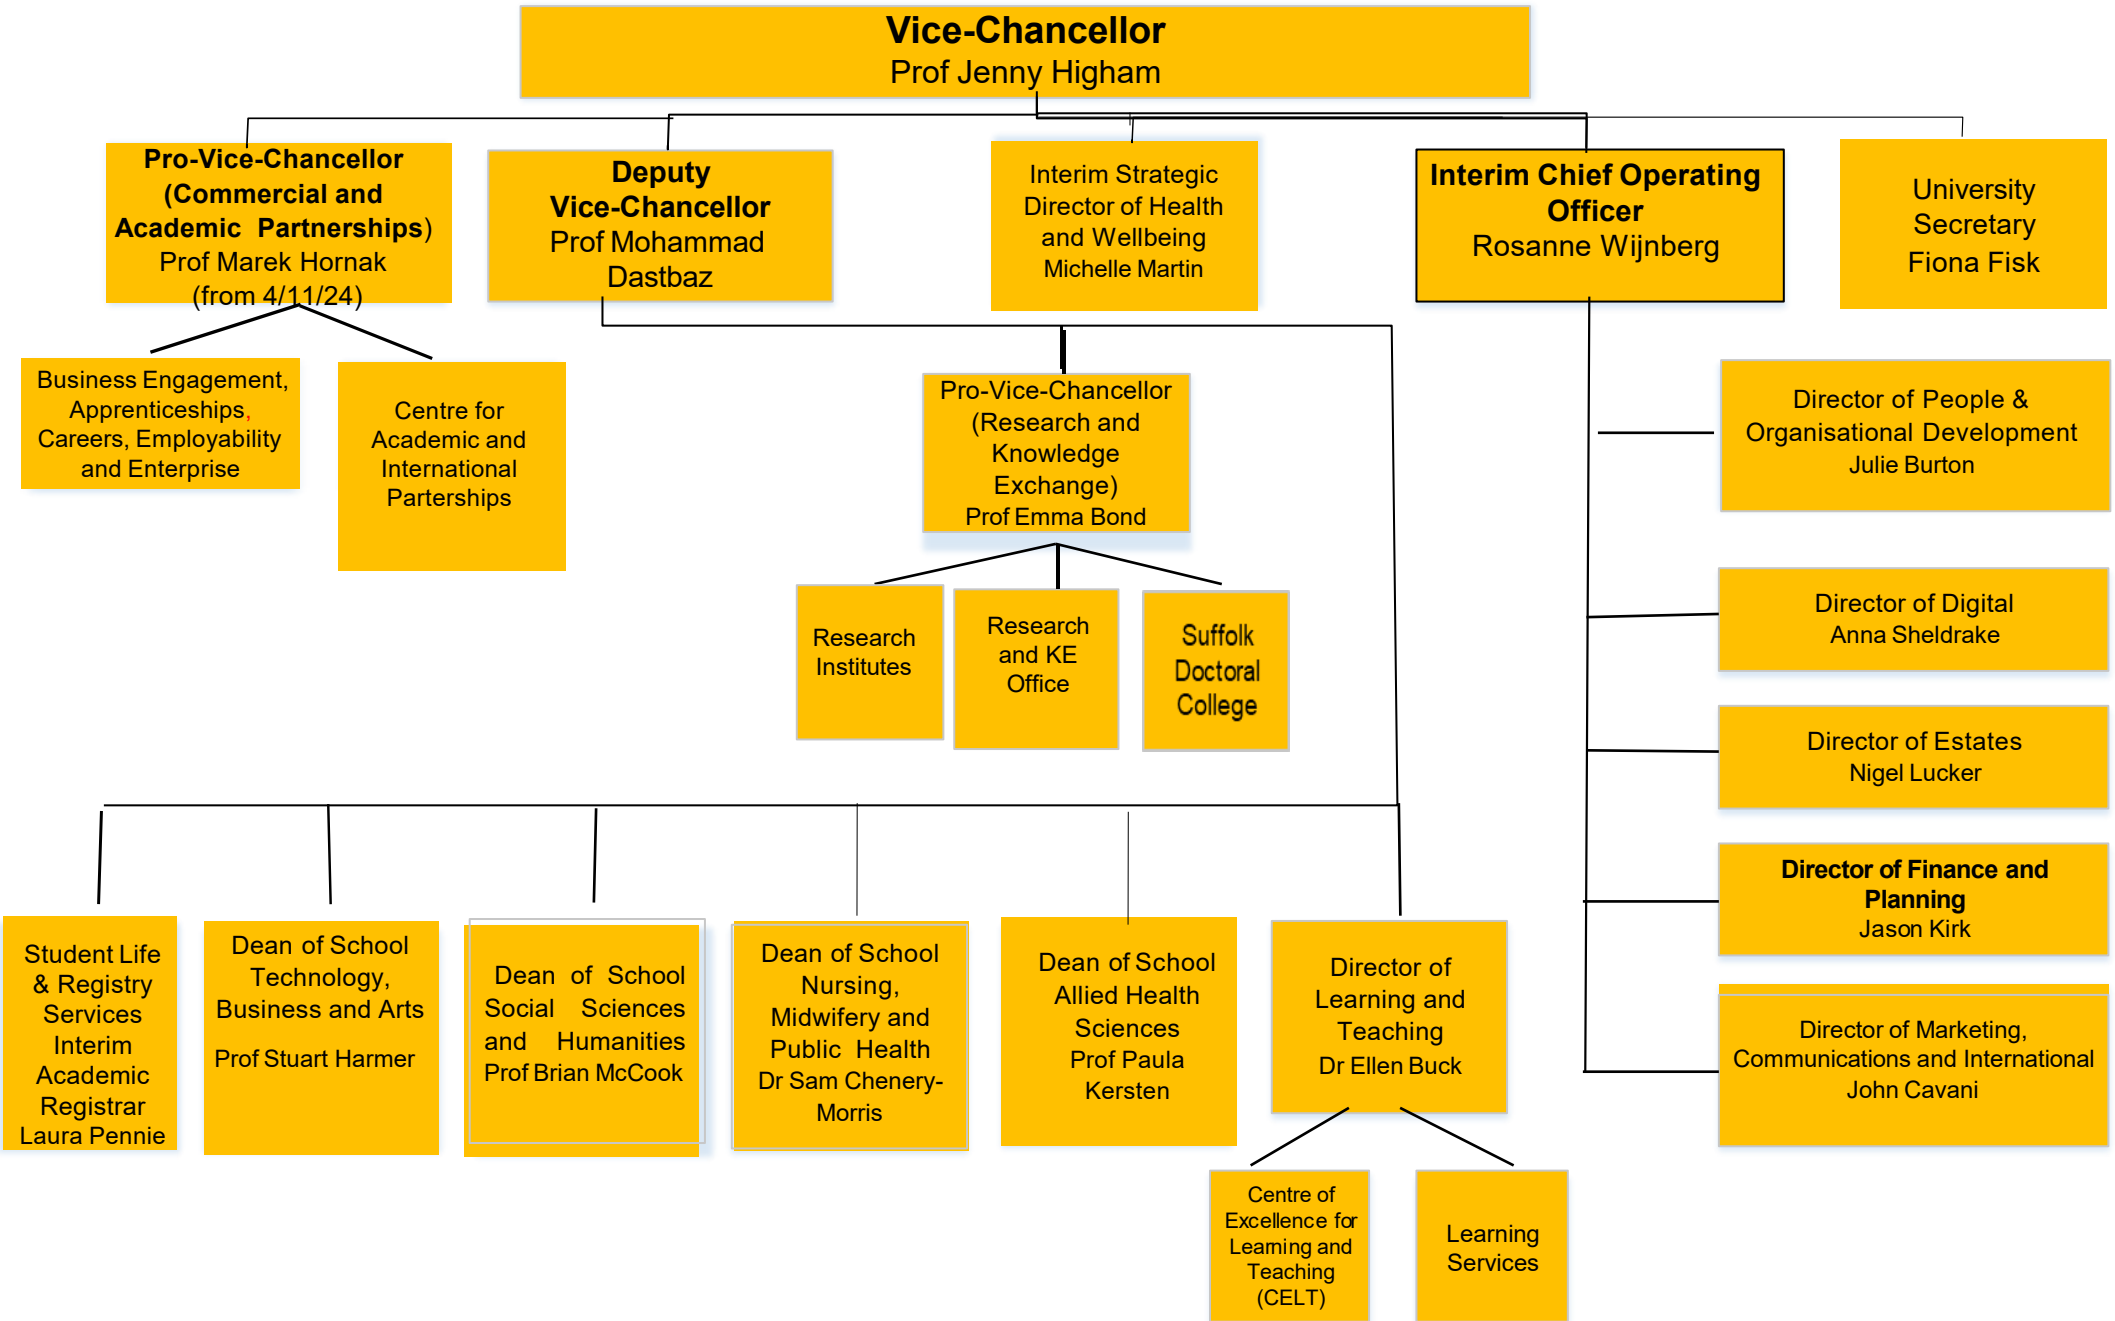 Vice-Chancellor
Prof Jenny Higham
Pro-Vice-Chancellor
(Commercial and
Academic Partnerships)
Prof Marek Hornak
(from 4/11/24)
Deputy
Vice-Chancellor
Prof Mohammad
Dastbaz
Interim Strategic
Director of Health
and Wellbeing
Michelle Martin
Interim Chief Operating
Officer
Rosanne Wijnberg
University
Secretary
Fiona Fisk
Business Engagement,
Apprenticeships,
Careers, Employability
and Enterprise
Centre for
Academic and
International
Parterships
Pro-Vice-Chancellor
(Research and
Knowledge
Exchange)
Prof Emma Bond
Director of People &
Organisational Development
Julie Burton
Research
Institutes
Research
and KE
Office
Suffolk
Doctoral
College
Director of Digital
Anna Sheldrake
Director of Estates
Nigel Lucker
Director of Finance and
Planning
Jason Kirk
Student Life
& Registry
Services
Interim
Academic
Registrar
Laura Pennie
Dean of School
Technology,
Business and Arts
Prof Stuart Harmer
Dean of School
Social Sciences
and Humanities
Prof Brian McCook
Dean of School
Nursing,
Midwifery and
Public Health
Dr Sam Chenery-
Morris
Dean of School
Allied Health
Sciences
Prof Paula
Kersten
Director of
Learning and
Teaching
Dr Ellen Buck
Director of Marketing,
Communications and International
John Cavani
Centre of
Excellence for
Learning and
Teaching
(CELT)
Learning
Services